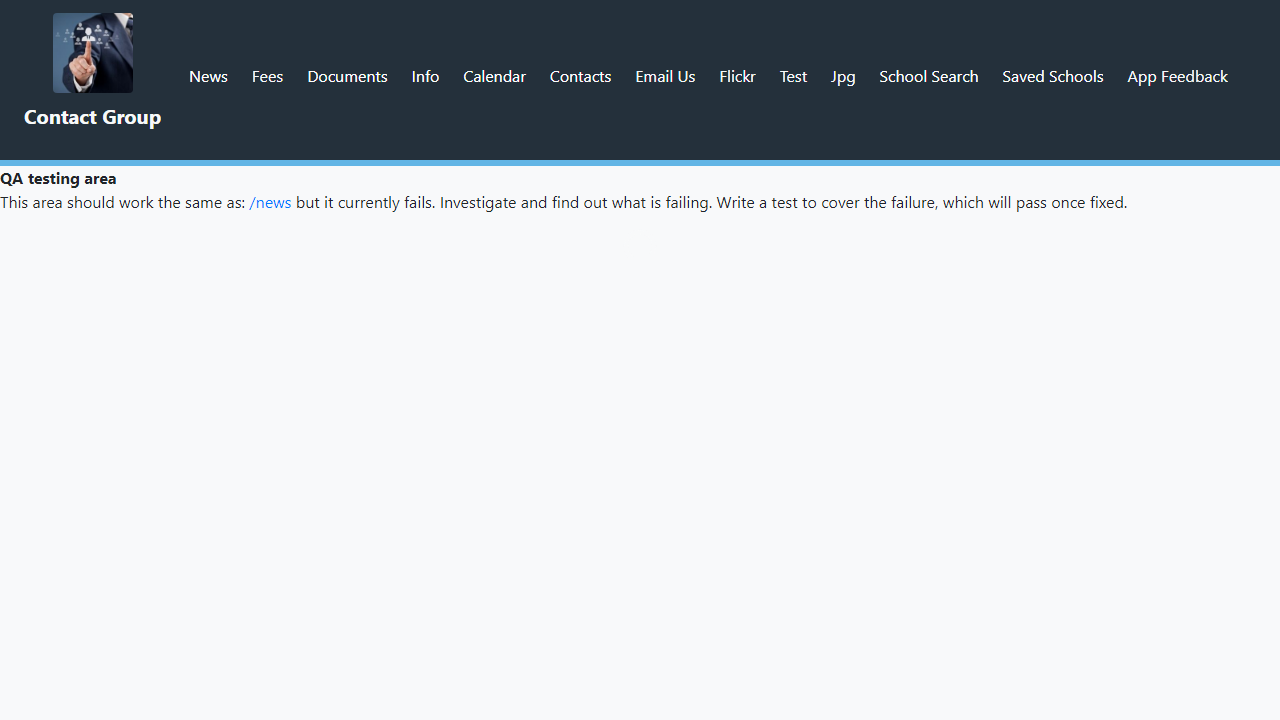 News Fees Documents Info Calendar Contacts Email Us Flickr Test Jpg School Search Saved Schools App Feedback
Contact Group
QA testing area
This area should work the same as: /news but it currently fails. Investigate and find out what is failing. Write a test to cover the failure, which will pass once fixed.